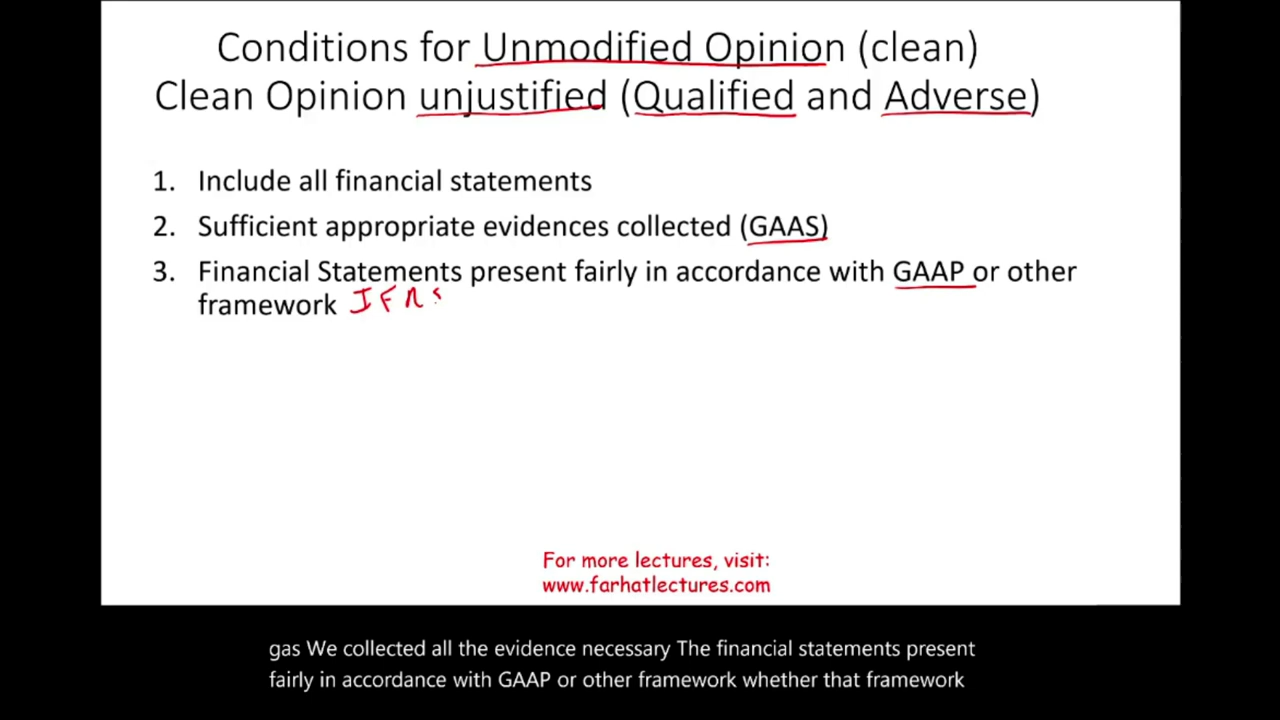 Conditions for Unmodified Opinion (clean)
Clean Opinion unjustified (Qualified and Adverse)
1. Include all financial statements
2. Sufficient appropriate evidences collected (GAAS)
3. Financial Statements present fairly in accordance with GAAP or other
framework IFRS
For more lectures, visit:
www.farhatlectures.com
gas We collected all the evidence necessary The financial statements present
fairly in accordance with GAAP or other framework whether that framework